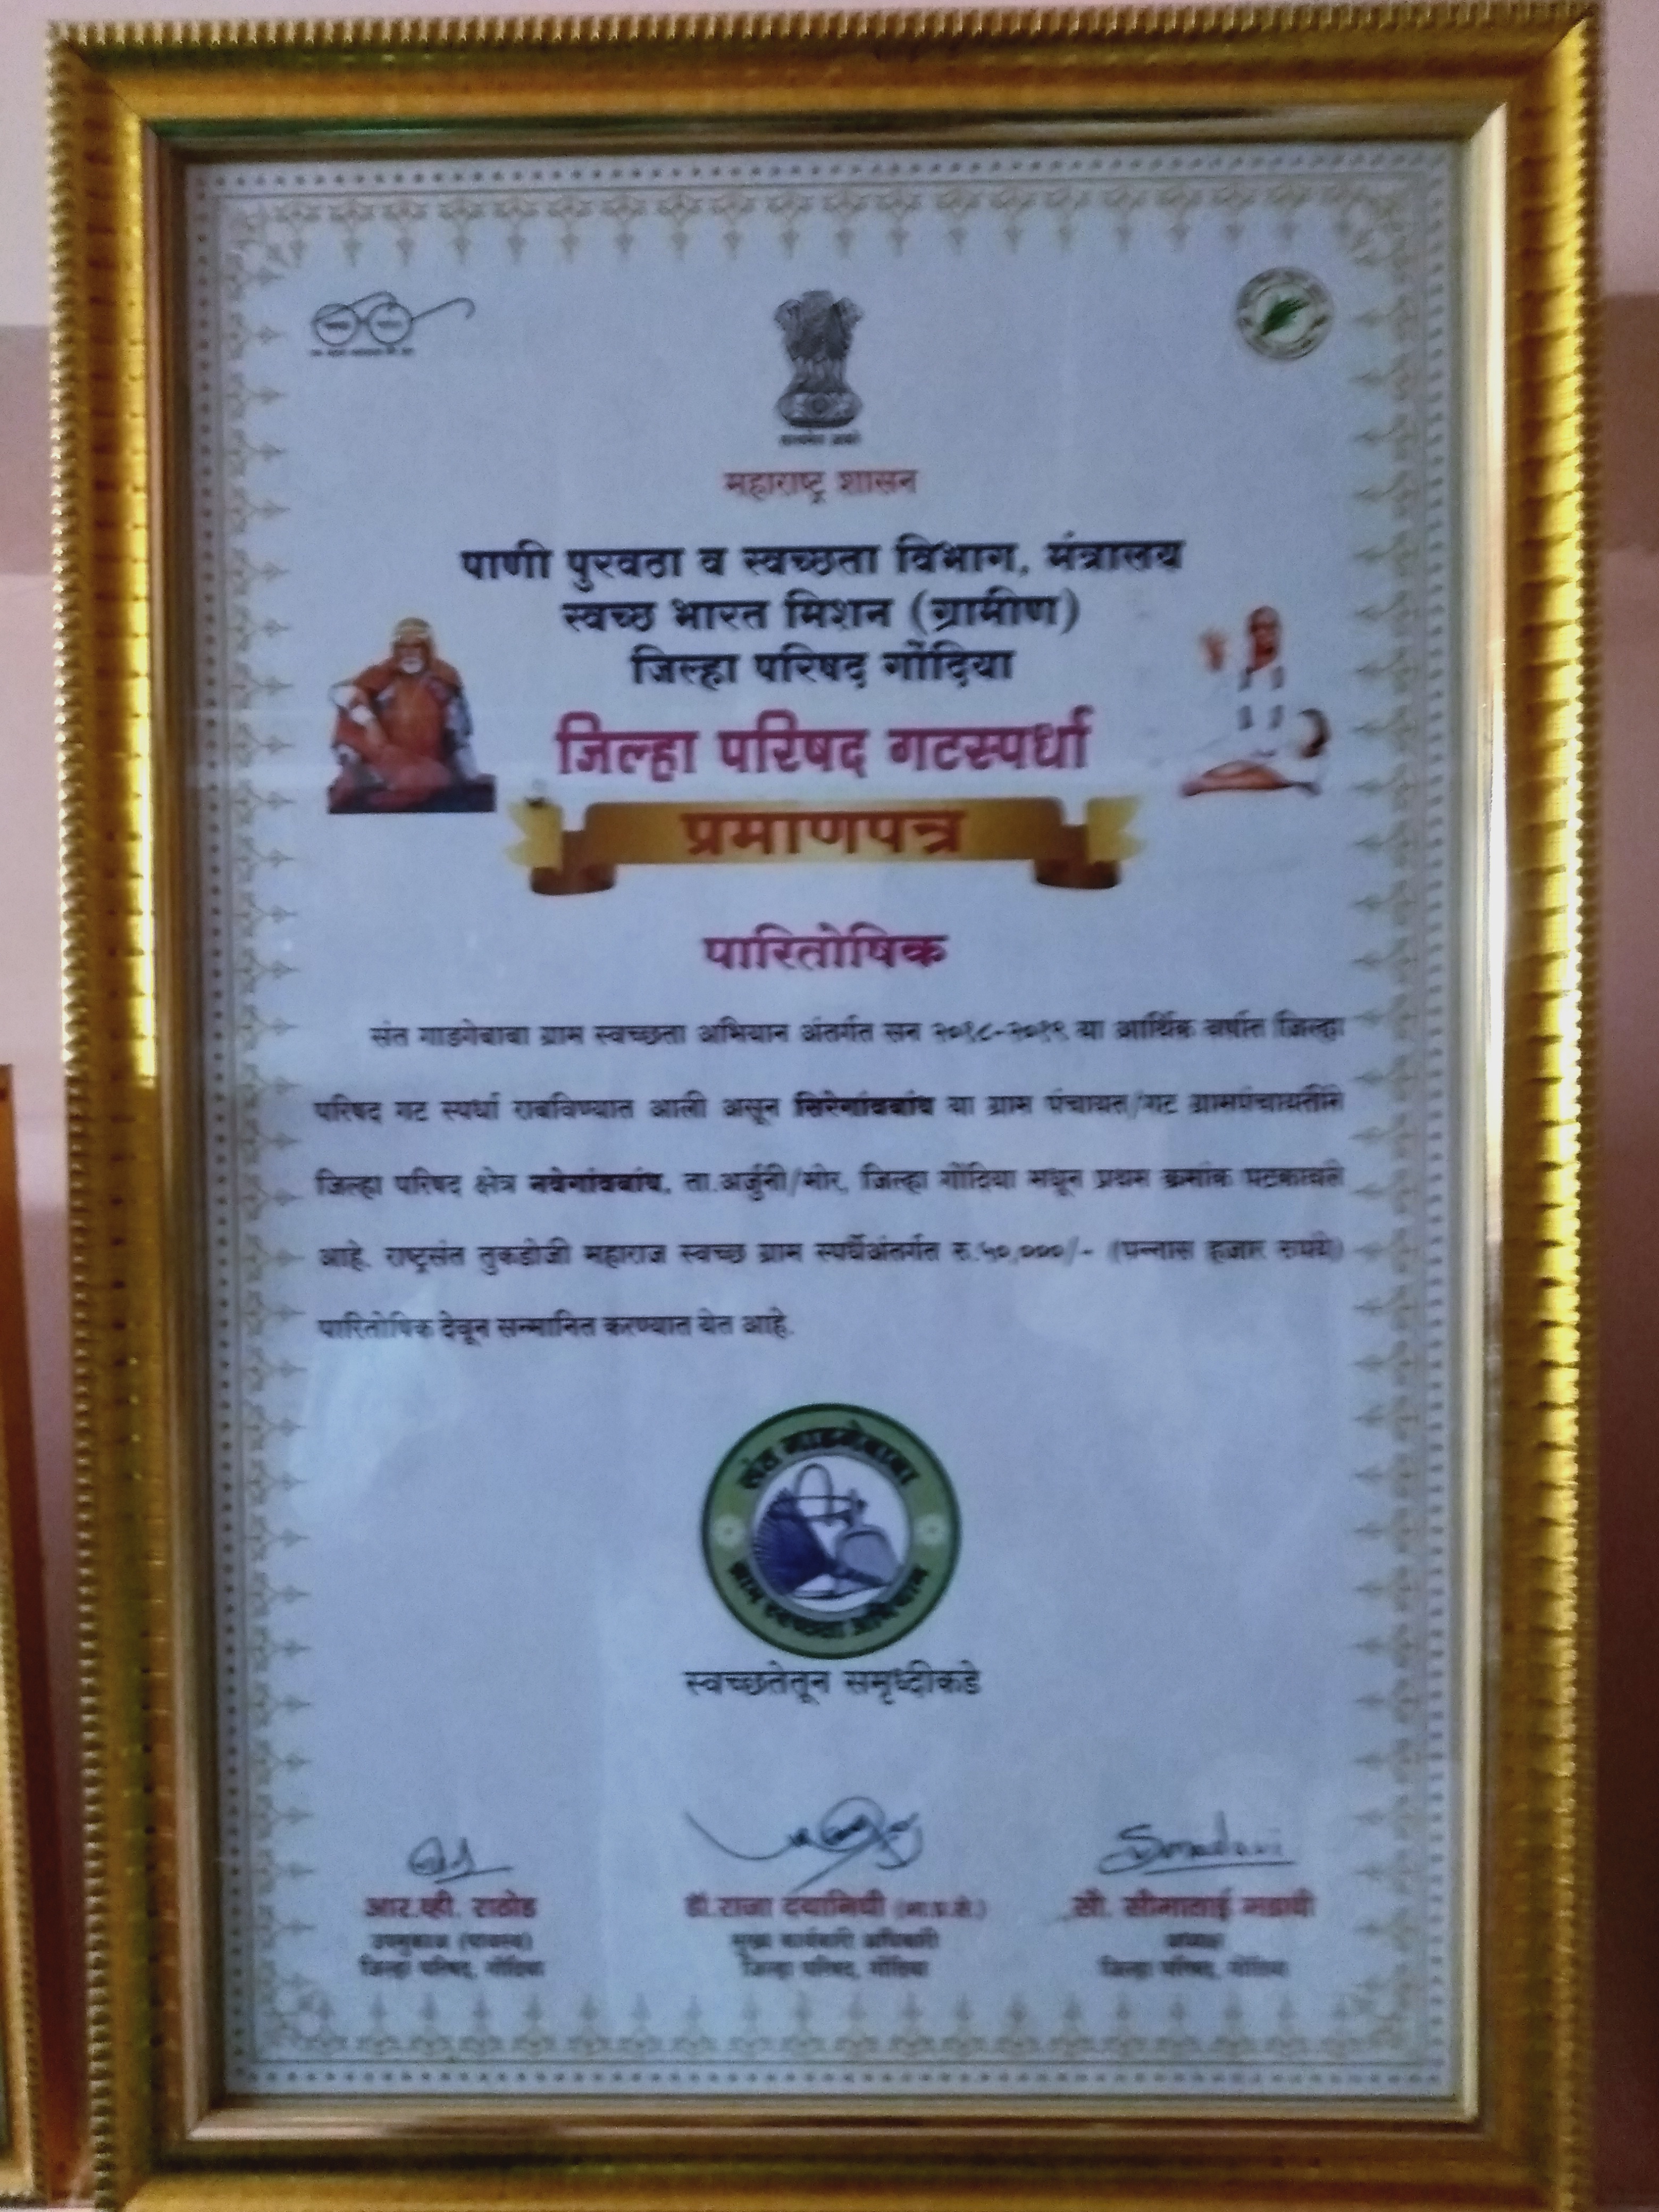 महाराष्ट्र शासन
पाणी पुरवठा व स्वच्छता विभाग, मंत्रालय
स्वच्छ भारत मिशन (ग्रामीण)
जिल्हा परिषद गोंदिया
जिल्हा परिषद गटस्पर्धा
प्रमाणपत्र
पारितोषिक
संत गाडगेबाबा ग्राम स्वच्छता अभियान अंतर्गत सन २०१८-२०१९ या आर्थिक वर्षात जिल्हा
परिषद गट स्पर्धा राबविण्यात आली असून सिरेगांवबांध या ग्राम पंचायत/गट ग्रामपंचायतीने
जिल्हा परिषद क्षेत्र नवेगांवबांध, ता.अर्जुनी/मोर, जिल्हा गोंदिया मधून प्रथम क्रमांक पटकावले
आहे. राष्ट्रसंत तुकडोजी महाराज स्वच्छ ग्राम स्पर्धेअंतर्गत रु.५०,०००/- (पन्नास हजार रुपये)
पारितोषिक देवून सन्मानित करण्यात येत आहे.
संत गाडगेबाबा
ग्राम स्वच्छता अभियान
स्वच्छतेतून समृध्दीकडे
आर.व्ही. राठोड
डॉ.राजा दयानिधी (भा.प्र.से.)
सौ. सीमाताई मडावी
मुख्य कार्यकारी अधिकारी
अध्यक्ष
जिल्हा परिषद, गोंदिया
जिल्हा परिषद, गोंदिया
जिल्हा परिषद, गोंदिया